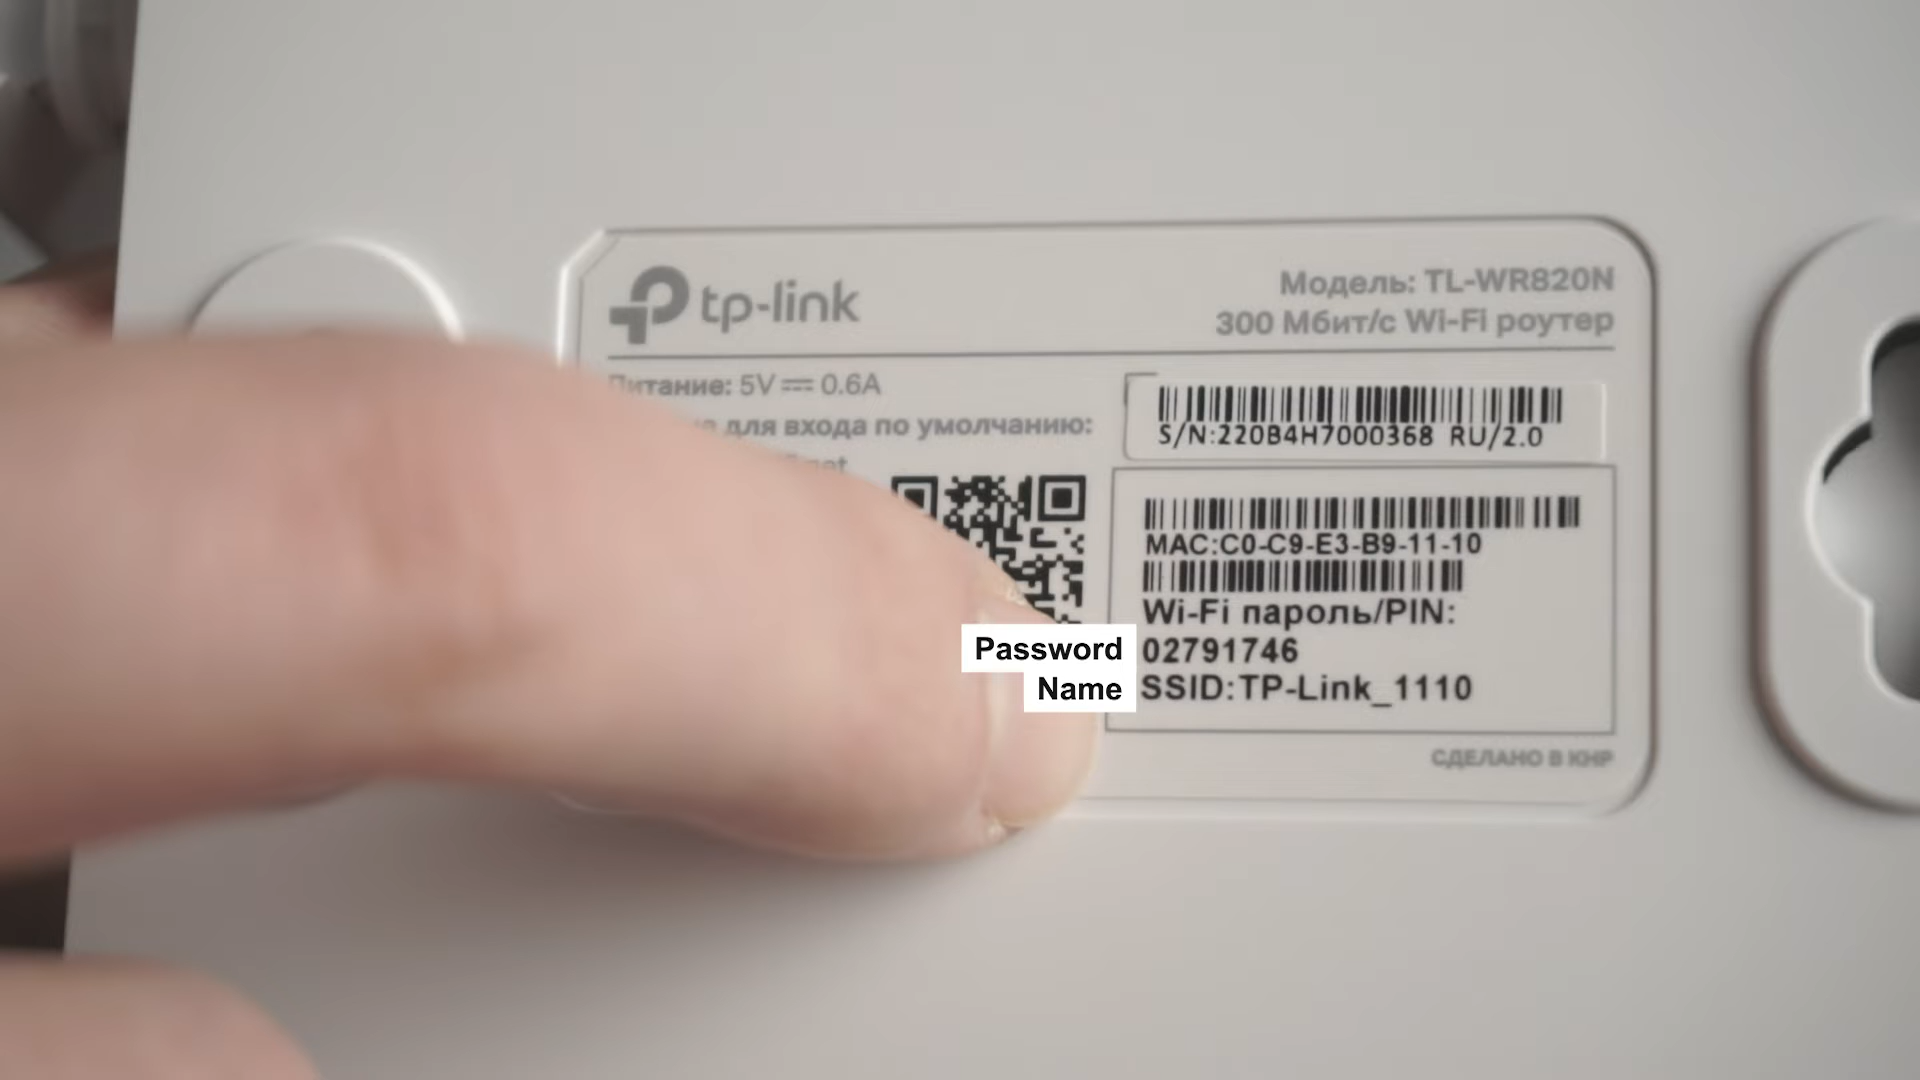 tp-link
Модель: TL-WR820N
300 Мбит/с Wi-Fi роутер
Питание: 5V ⎓ 0.6A
для входа по умолчанию:
S/N:220B4H7000368 RU/2.0
MAC:C0-C9-E3-B9-11-10
Wi-Fi пароль/PIN:
Password 02791746
Name SSID:TP-Link_1110
СДЕЛАНО В КНР